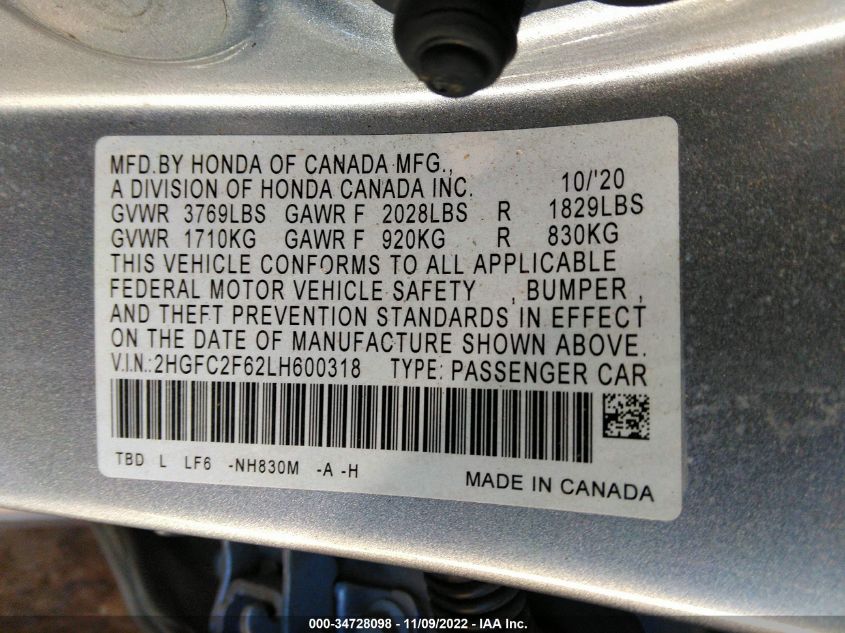 MFD.BY HONDA OF CANADA MFG.,
A DIVISION OF HONDA CANADA INC. 10/'20
GVWR 3769LBS GAWR F 2028LBS R 1829LBS
GVWR 1710KG GAWR F 920KG R 830KG
THIS VEHICLE CONFORMS TO ALL APPLICABLE
FEDERAL MOTOR VEHICLE SAFETY , BUMPER ,
AND THEFT PREVENTION STANDARDS IN EFFECT
ON THE DATE OF MANUFACTURE SHOWN ABOVE.
V.I.N.:2HGFC2F62LH600318 TYPE: PASSENGER CAR
TBD L LF6 -NH830M -A -H
MADE IN CANADA
000-34728098 - 11/09/2022 - IAA Inc.